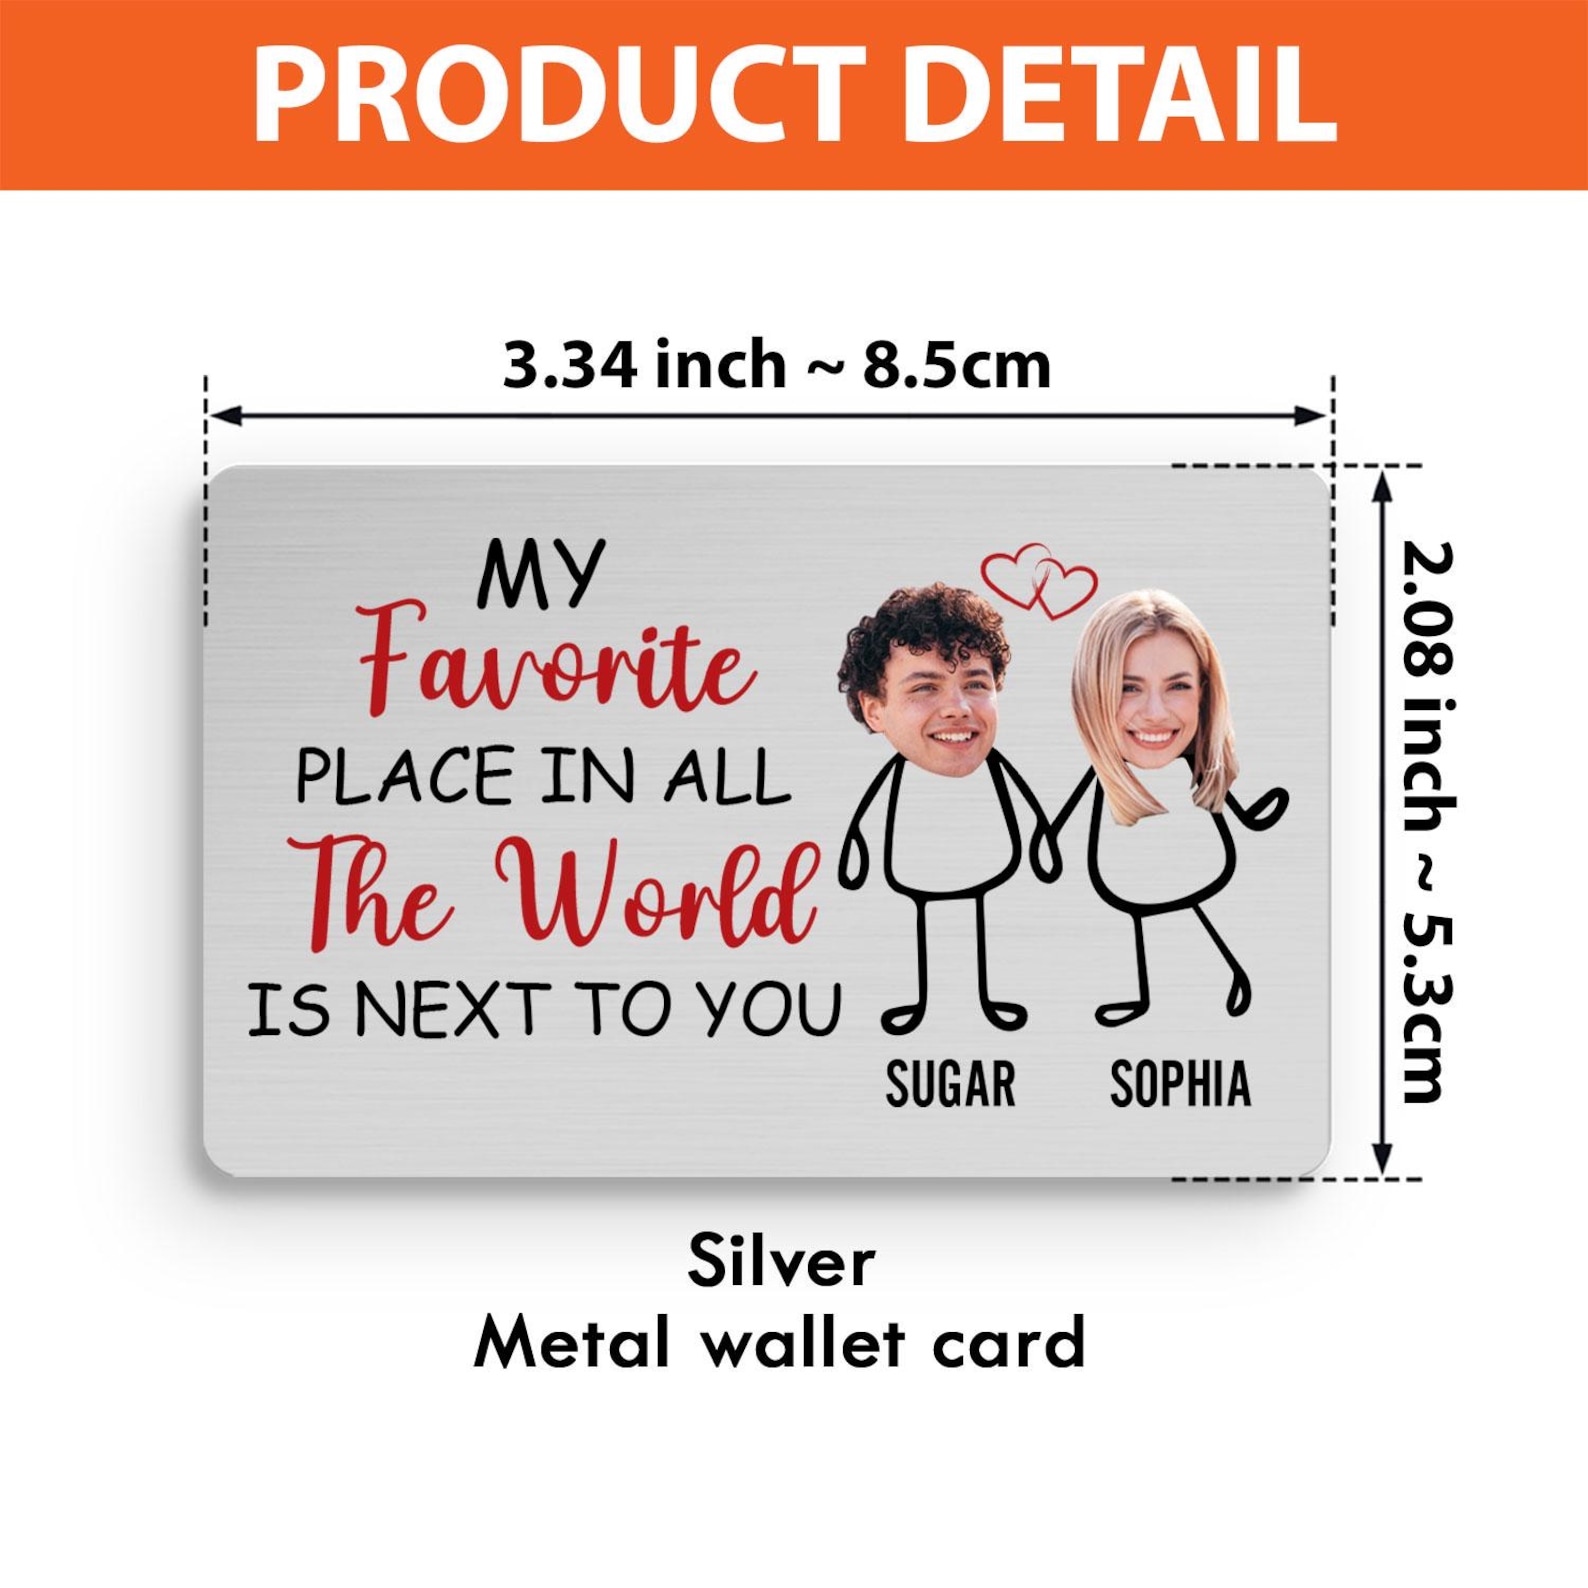 PRODUCT DETAIL
3.34 inch ~ 8.5cm
MY
Favorite
PLACE IN ALL
The World
IS NEXT TO YOU
SUGAR
SOPHIA
2.08 inch ~ 5.3cm
Silver
Metal wallet card